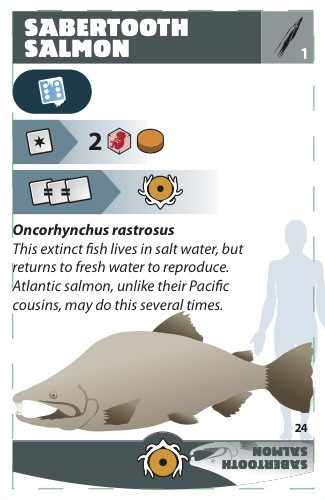 SABERTOOTH
SALMON
1
2
Oncorhynchus rastrosus
This extinct fish lives in salt water, but
returns to fresh water to reproduce.
Atlantic salmon, unlike their Pacific
cousins, may do this several times.
24
SABERTOOTH
SALMON